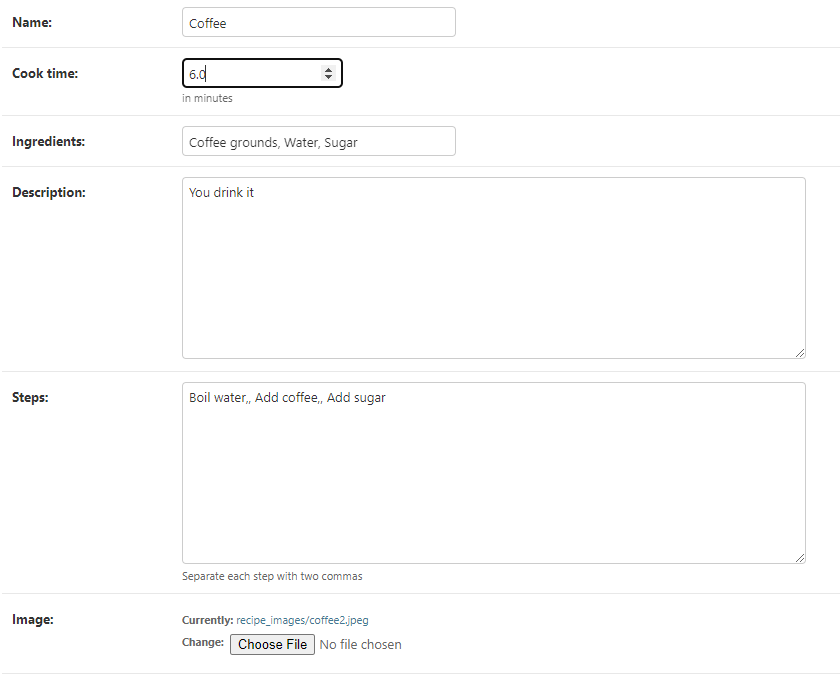 Name: Coffee
Cook time: 6.0
in minutes
Ingredients: Coffee grounds, Water, Sugar
Description: You drink it
Steps: Boil water,, Add coffee,, Add sugar
Separate each step with two commas
Image: Currently: recipe_images/coffee2.jpeg
Change: Choose File No file chosen